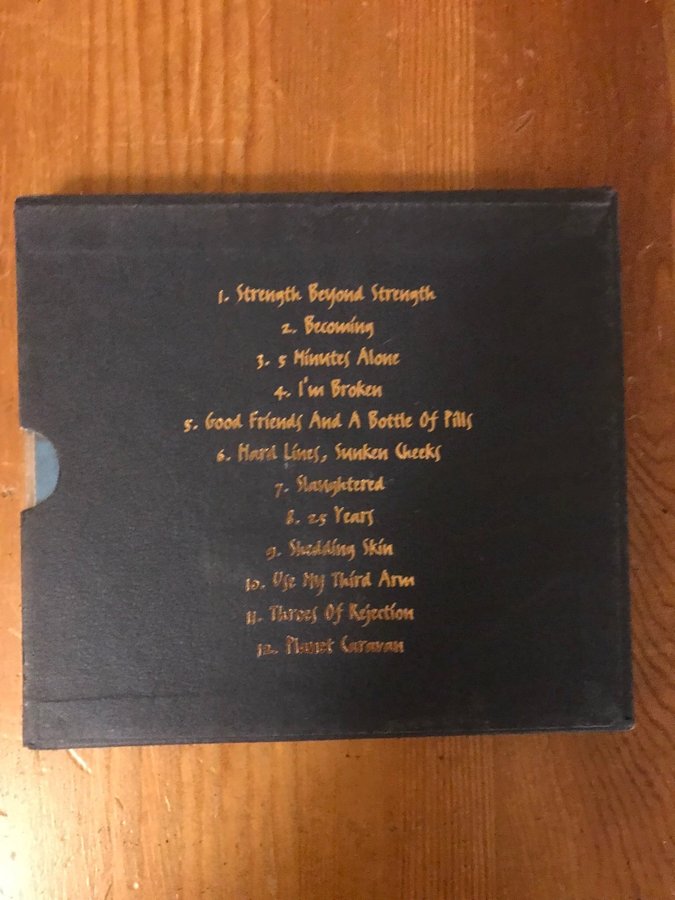 1. Strength Beyond Strength
2. Becoming
3. 5 Minutes Alone
4. I'm Broken
5. Good Friends And A Bottle Of Pills
6. Hard Lines, Sunken Cheeks
7. Slaughtered
8. 25 Years
9. Shedding Skin
10. Use My Third Arm
11. Throes Of Rejection
12. Planet Caravan